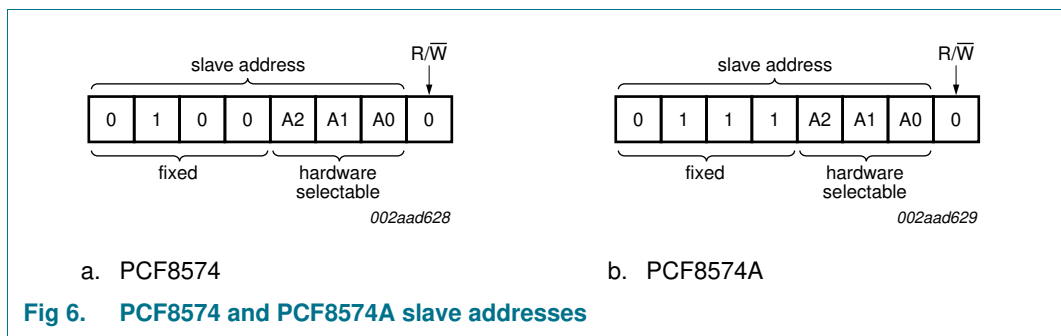 R/W̅
slave address
0 1 0 0 A2 A1 A0 0
fixed
hardware
selectable
002aad628
a. PCF8574
R/W̅
slave address
0 1 1 1 A2 A1 A0 0
fixed
hardware
selectable
002aad629
b. PCF8574A
Fig 6. PCF8574 and PCF8574A slave addresses